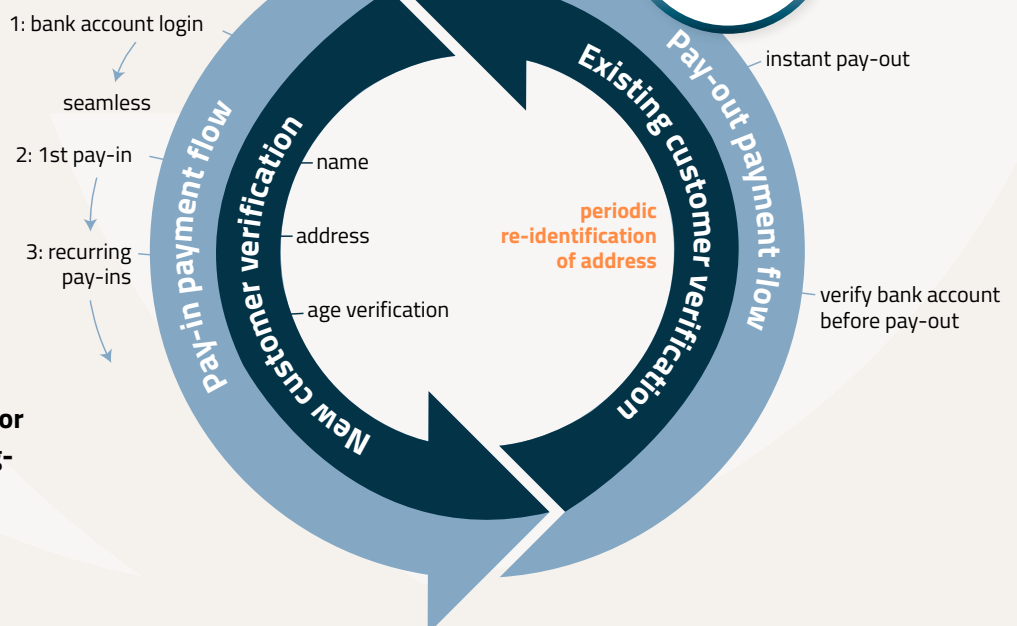 1: bank account login
seamless
2: 1st pay-in
3: recurring
pay-ins
Pay-in payment flow
New customer verification
name
address
age verification
periodic
re-identification
of address
Existing customer verification
Pay-out payment flow
instant pay-out
verify bank account
before pay-out
or
g-